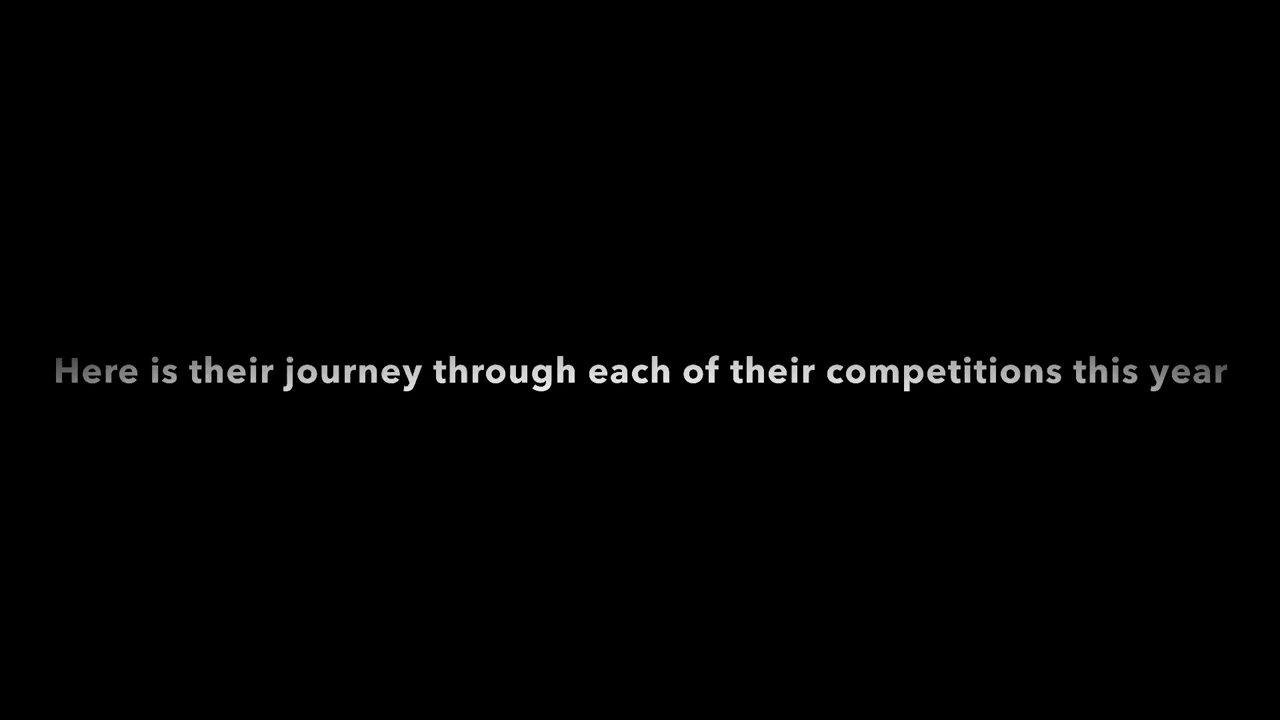 Here is their journey through each of their competitions this year